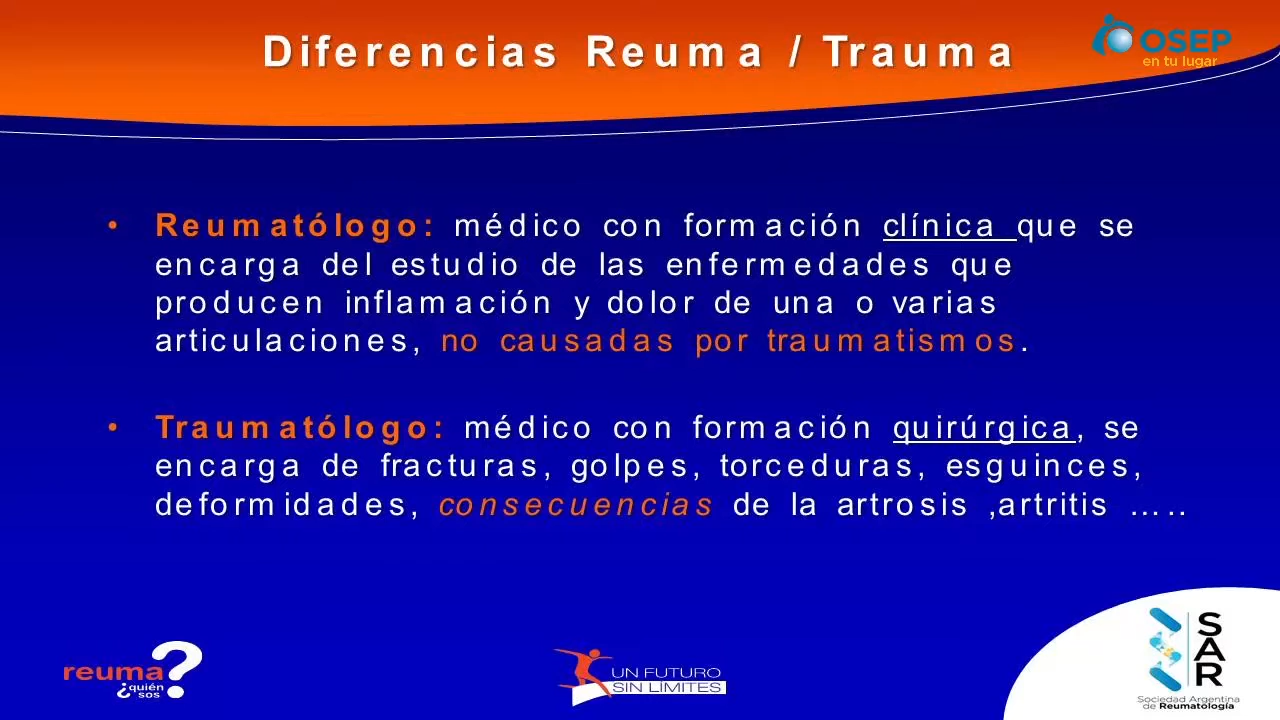 Diferencias Reuma / Trauma
OSEP
en tu lugar
• Reumatólogo: médico con formación clínica que se
encarga del estudio de las enfermedades que
producen inflamación y dolor de una o varias
articulaciones, no causadas por traumatismos.
• Traumatólogo: médico con formación quirúrgica, se
encarga de fracturas, golpes, torceduras, esguinces,
deformidades, consecuencias de la artrosis ,artritis …..
reuma?
¿quién
sos
UN FUTURO
SIN LÍMITES
SAR
Sociedad Argentina
de Reumatología